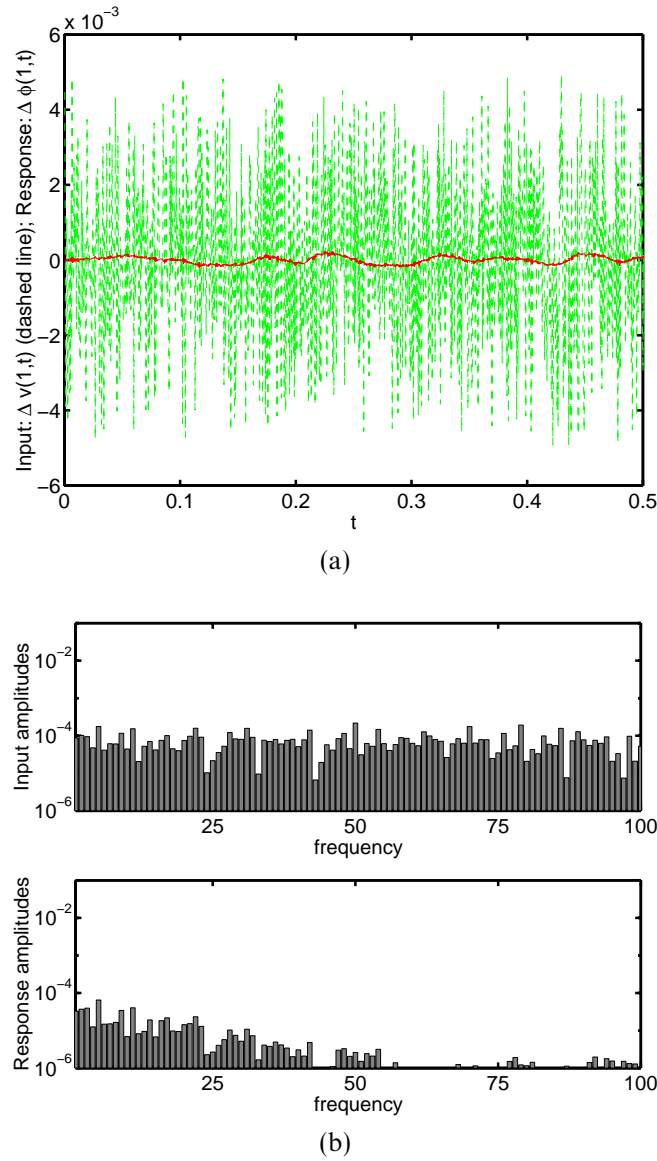 x 10⁻³
6
4
2
0
−2
−4
−6
0 0.1 0.2 0.3 0.4 0.5
t
Input: Δ v(1,t) (dashed line); Response: Δ ϕ(1,t)
(a)
Input amplitudes
10⁻²
10⁻⁴
10⁻⁶
25 50 75 100
frequency
Response amplitudes
10⁻²
10⁻⁴
10⁻⁶
25 50 75 100
frequency
(b)